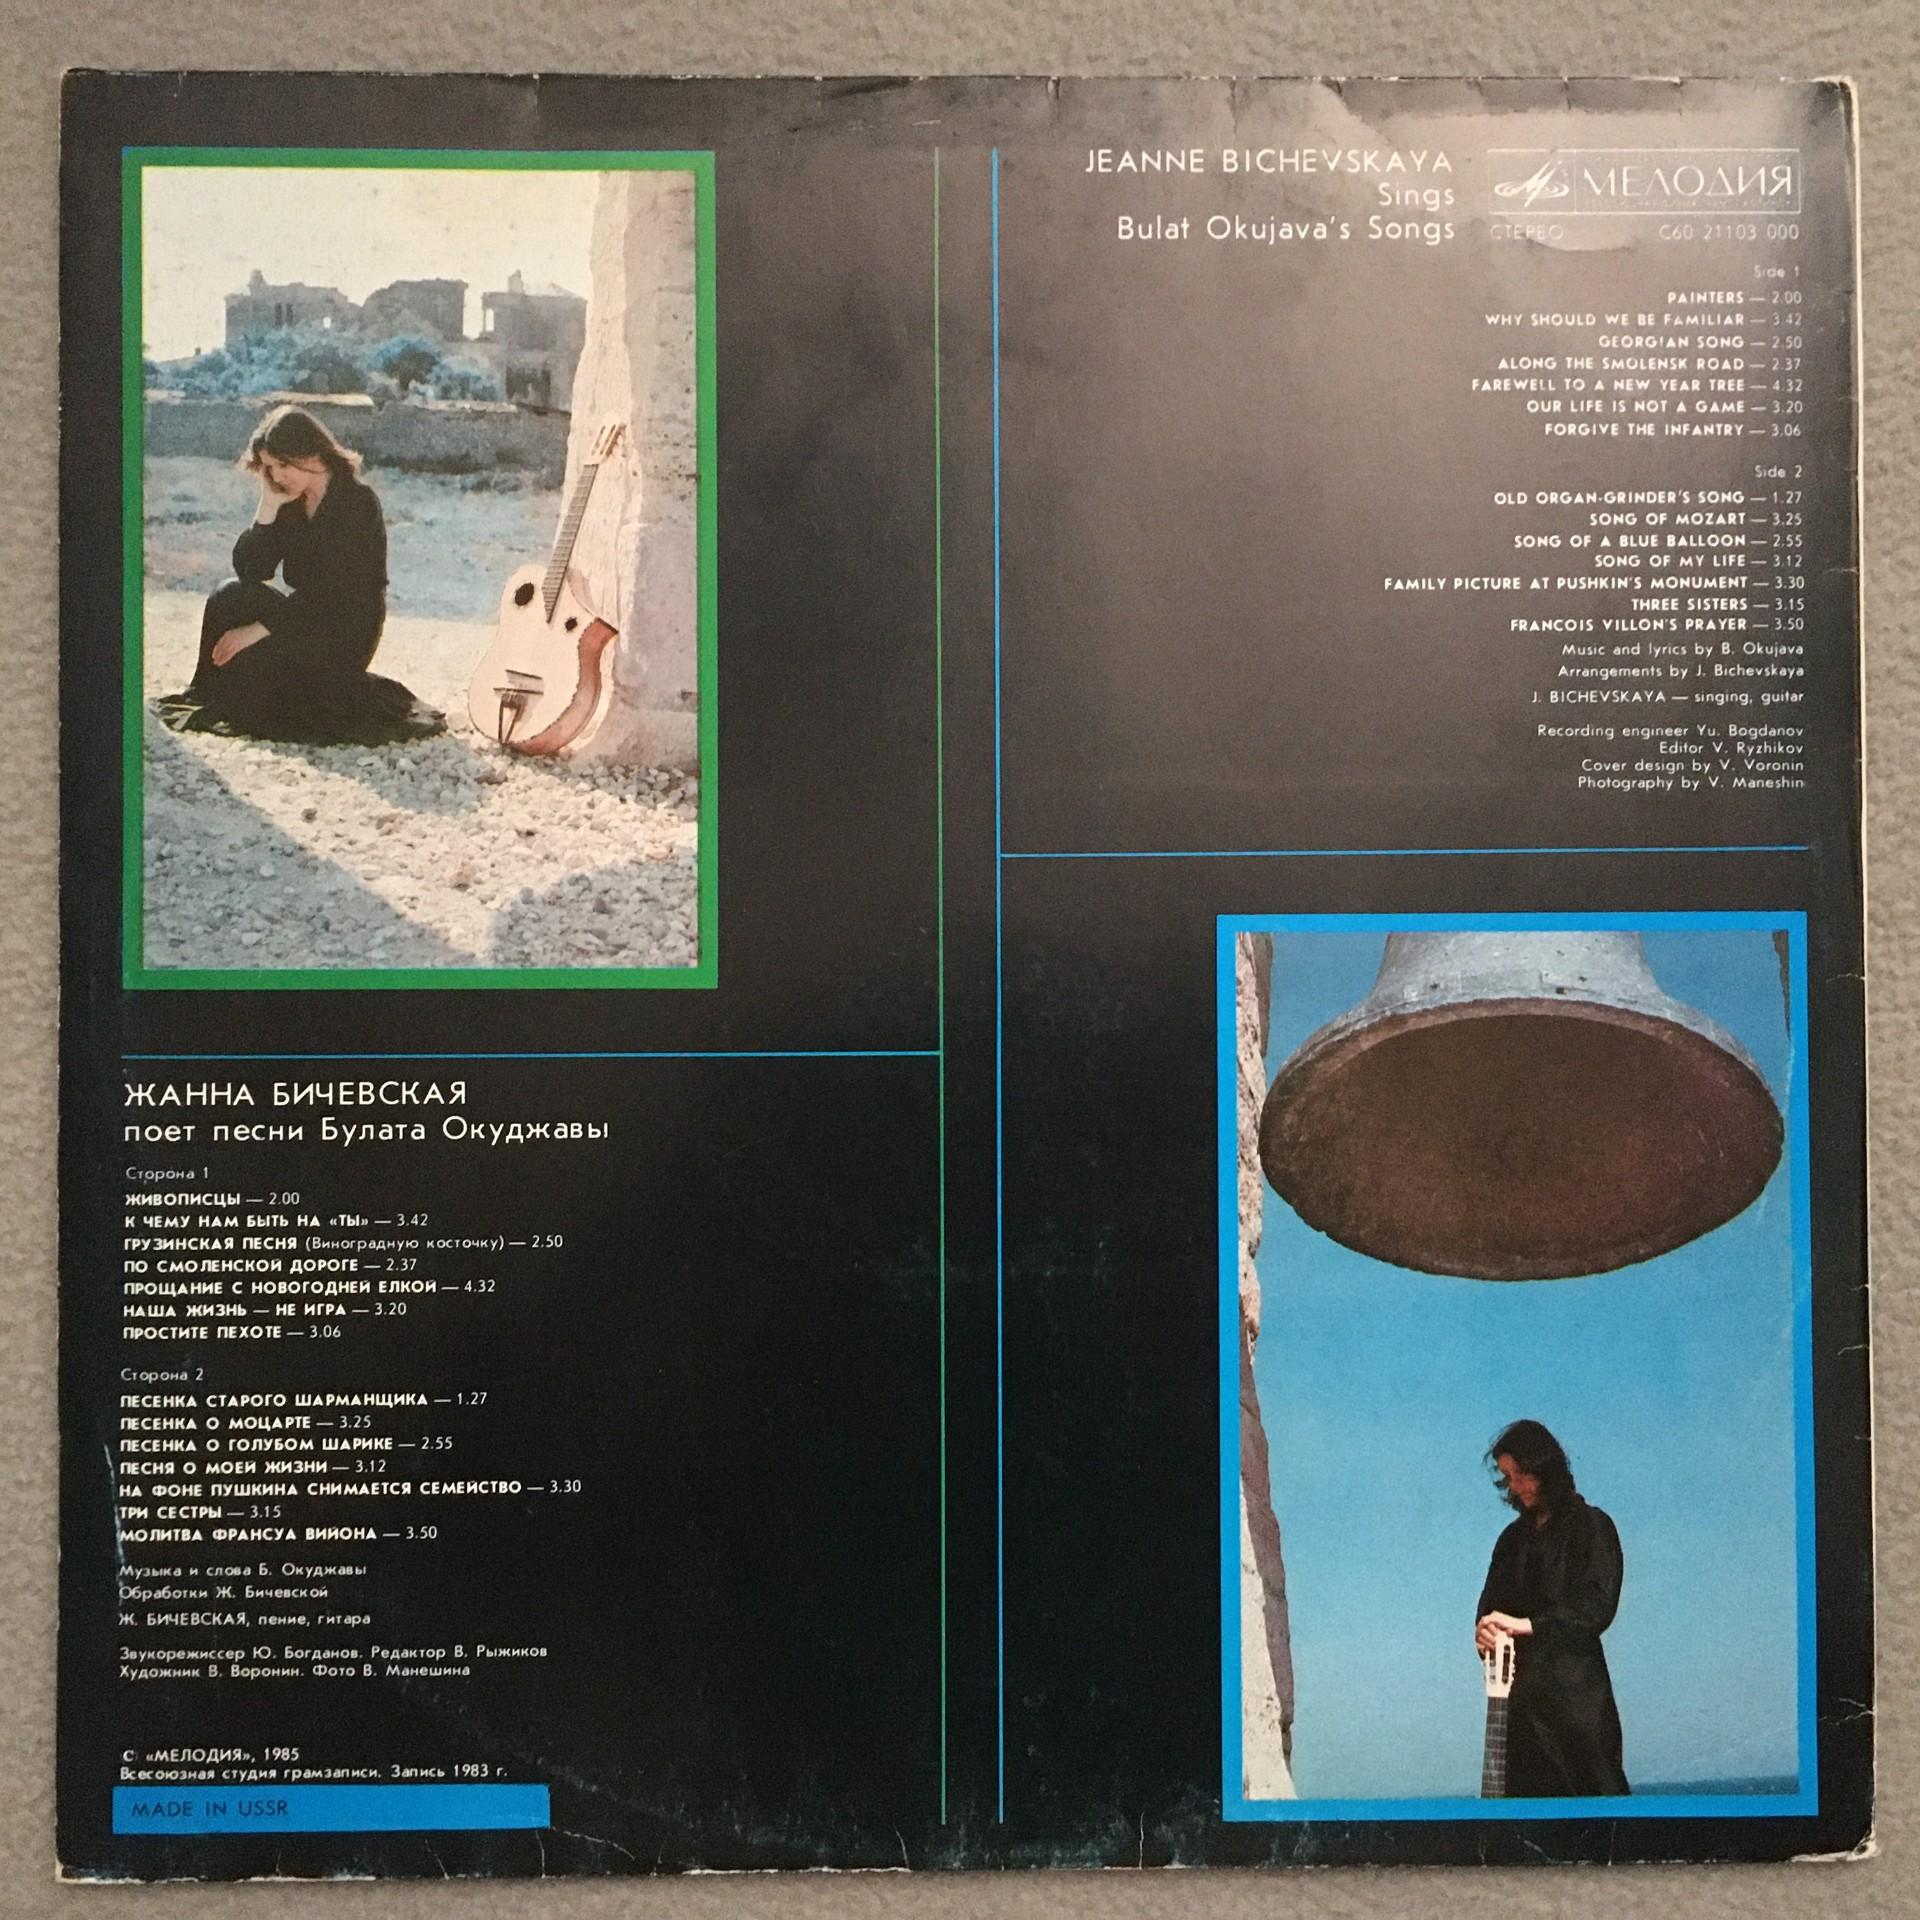 JEANNE BICHEVSKAYA
Sings
Bulat Okujava's Songs
МЕЛОДИЯ
СТЕРЕО С60 21103 000
Side 1
PAINTERS — 2.00
WHY SHOULD WE BE FAMILIAR — 3.42
GEORGIAN SONG — 2.50
ALONG THE SMOLENSK ROAD — 2.37
FAREWELL TO A NEW YEAR TREE — 4.32
OUR LIFE IS NOT A GAME — 3.20
FORGIVE THE INFANTRY — 3.06
Side 2
OLD ORGAN-GRINDER'S SONG — 1.27
SONG OF MOZART — 3.25
SONG OF A BLUE BALLOON — 2.55
SONG OF MY LIFE — 3.12
FAMILY PICTURE AT PUSHKIN'S MONUMENT — 3.30
THREE SISTERS — 3.15
FRANCOIS VILLON'S PRAYER — 3.50
Music and lyrics by B. Okujava
Arrangements by J. Bichevskaya
J. BICHEVSKAYA — singing, guitar
Recording engineer Yu. Bogdanov
Editor V. Ryzhikov
Cover design by V. Voronin
Photography by V. Maneshin
ЖАННА БИЧЕВСКАЯ
поет песни Булата Окуджавы
Сторона 1
ЖИВОПИСЦЫ — 2.00
К ЧЕМУ НАМ БЫТЬ НА «ТЫ» — 3.42
ГРУЗИНСКАЯ ПЕСНЯ (Виноградную косточку) — 2.50
ПО СМОЛЕНСКОЙ ДОРОГЕ — 2.37
ПРОЩАНИЕ С НОВОГОДНЕЙ ЕЛКОЙ — 4.32
НАША ЖИЗНЬ — НЕ ИГРА — 3.20
ПРОСТИТЕ ПЕХОТЕ — 3.06
Сторона 2
ПЕСЕНКА СТАРОГО ШАРМАНЩИКА — 1.27
ПЕСЕНКА О МОЦАРТЕ — 3.25
ПЕСЕНКА О ГОЛУБОМ ШАРИКЕ — 2.55
ПЕСНЯ О МОЕЙ ЖИЗНИ — 3.12
НА ФОНЕ ПУШКИНА СНИМАЕТСЯ СЕМЕЙСТВО — 3.30
ТРИ СЕСТРЫ — 3.15
МОЛИТВА ФРАНСУА ВИЙОНА — 3.50
Музыка и слова Б. Окуджавы
Обработки Ж. Бичевской
Ж. БИЧЕВСКАЯ, пение, гитара
Звукорежиссер Ю. Богданов. Редактор В. Рыжиков
Художник В. Воронин. Фото В. Манешина
С «МЕЛОДИЯ», 1985
Всесоюзная студия грамзаписи. Запись 1983 г.
MADE IN USSR